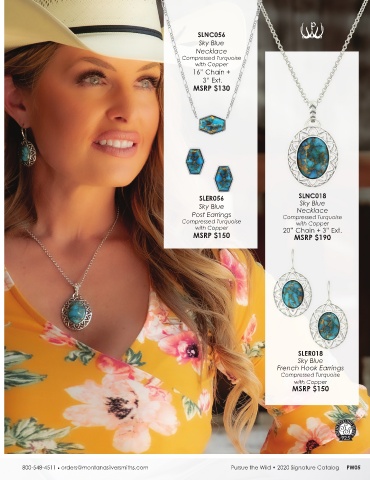 SLNC056
Sky Blue
Necklace
Compressed Turquoise
with Copper
16" Chain +
3" Ext.
MSRP $130
SLER056
Sky Blue
Post Earrings
Compressed Turquoise
with Copper
MSRP $150
SLNC018
Sky Blue
Necklace
Compressed Turquoise
with Copper
20" Chain + 3" Ext.
MSRP $190
SLER018
Sky Blue
French Hook Earrings
Compressed Turquoise
with Copper
MSRP $150
800-548-4511 • orders@montanasilversmiths.com
Pursue the Wild • 2020 Signature Catalog FW05